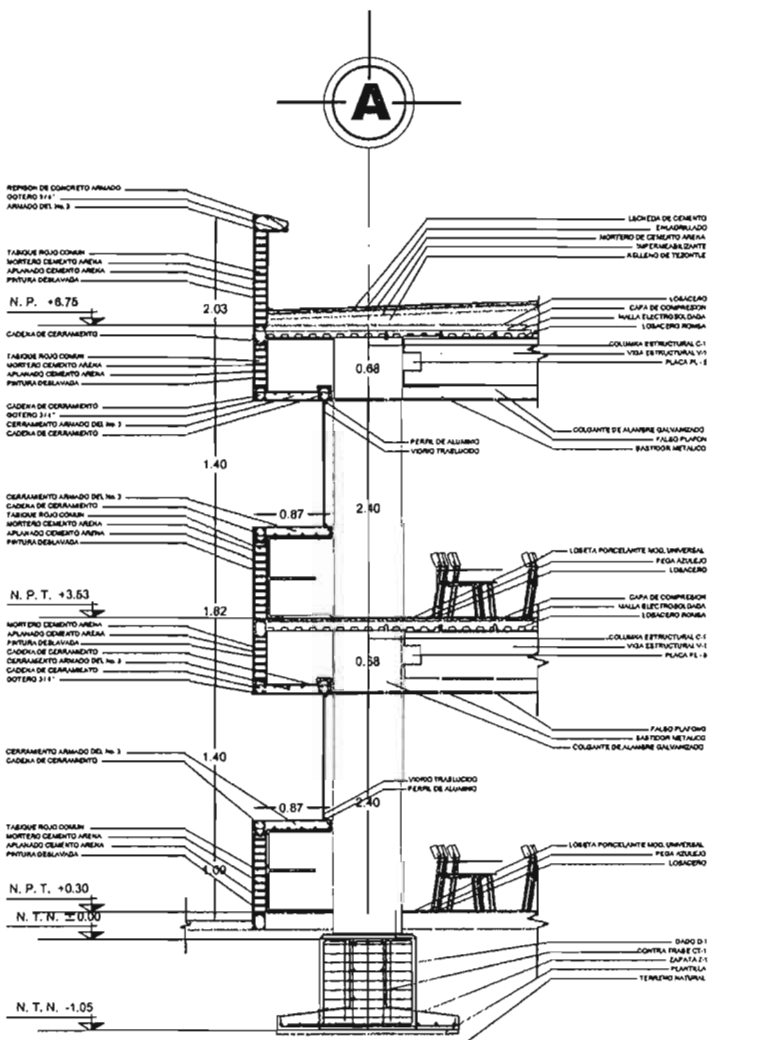 A
REPISON DE CONCRETO ARMADO
GOTERO 3/4"
ARMADO DEL No. 3
TABIQUE ROJO COMUN
MORTERO CEMENTO ARENA
APLANADO CEMENTO ARENA
PINTURA DESLAVADA
N. P. +6.75
CADENA DE CERRAMIENTO
TABIQUE ROJO COMUN
MORTERO CEMENTO ARENA
APLANADO CEMENTO ARENA
PINTURA DESLAVADA
CADENA DE CERRAMIENTO
GOTERO 3/4"
CERRAMIENTO ARMADO DEL No. 3
CADENA DE CERRAMIENTO
CERRAMIENTO ARMADO DEL No. 3
CADENA DE CERRAMIENTO
TABIQUE ROJO COMUN
MORTERO CEMENTO ARENA
APLANADO CEMENTO ARENA
PINTURA DESLAVADA
N. P. T. +3.53
MORTERO CEMENTO ARENA
APLANADO CEMENTO ARENA
PINTURA DESLAVADA
CADENA DE CERRAMIENTO
CERRAMIENTO ARMADO DEL No. 3
CADENA DE CERRAMIENTO
GOTERO 3/4"
CERRAMIENTO ARMADO DEL No. 3
CADENA DE CERRAMIENTO
TABIQUE ROJO COMUN
MORTERO CEMENTO ARENA
APLANADO CEMENTO ARENA
PINTURA DESLAVADA
N. P. T. +0.30
N. T. N. ±0.00
N. T. N. -1.05
2.03
1.40
1.82
1.40
1.09
0.68
0.87
2.40
0.68
0.87
2.40
PERFIL DE ALUMINIO
VIDRIO TRASLUCIDO
VIDRIO TRASLUCIDO
PERFIL DE ALUMINIO
LECHEDA DE CEMENTO
ENLADRILLADO
MORTERO DE CEMENTO ARENA
IMPERMEABILIZANTE
RELLENO DE TEZONTLE
LOSACERO
CAPA DE COMPRESION
MALLA ELECTROSOLDADA
LOSACERO ROMSA
COLUMNA ESTRUCTURAL C-1
VIGA ESTRUCTURAL V-1
PLACA PL - 5
COLGANTE DE ALAMBRE GALVANIZADO
FALSO PLAFON
BASTIDOR METALICO
LOSETA PORCELANITE MOD. UNIVERSAL
PEGA AZULEJO
LOSACERO
CAPA DE COMPRESION
MALLA ELECTROSOLDADA
LOSACERO ROMSA
COLUMNA ESTRUCTURAL C-1
VIGA ESTRUCTURAL V-1
PLACA PL - 5
FALSO PLAFOND
BASTIDOR METALICO
COLGANTE DE ALAMBRE GALVANIZADO
LOSETA PORCELANITE MOD. UNIVERSAL
PEGA AZULEJO
LOSACERO
DADO D-1
CONTRA TRABE CT-1
ZAPATA Z-1
PLANTILLA
TERRENO NATURAL